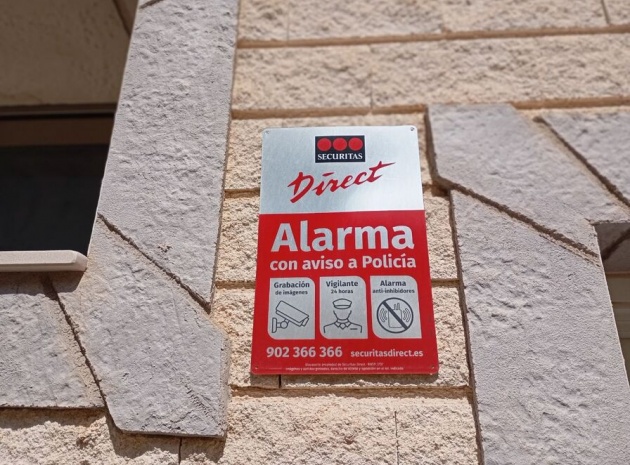 SECURITAS
Direct
Alarma
con aviso a Policía
Grabación
de imágenes
Vigilante
24 horas
Alarma
anti-inhibidores
902 366 366 securitasdirect.es